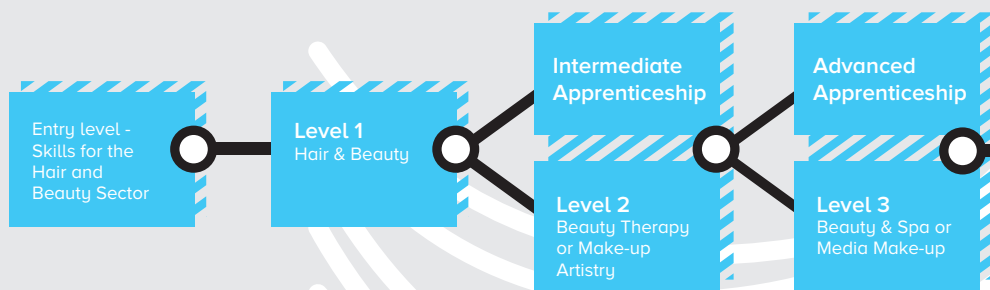 Entry level -
Skills for the
Hair and
Beauty Sector
Level 1
Hair & Beauty
Intermediate
Apprenticeship
Level 2
Beauty Therapy
or Make-up
Artistry
Advanced
Apprenticeship
Level 3
Beauty & Spa or
Media Make-up